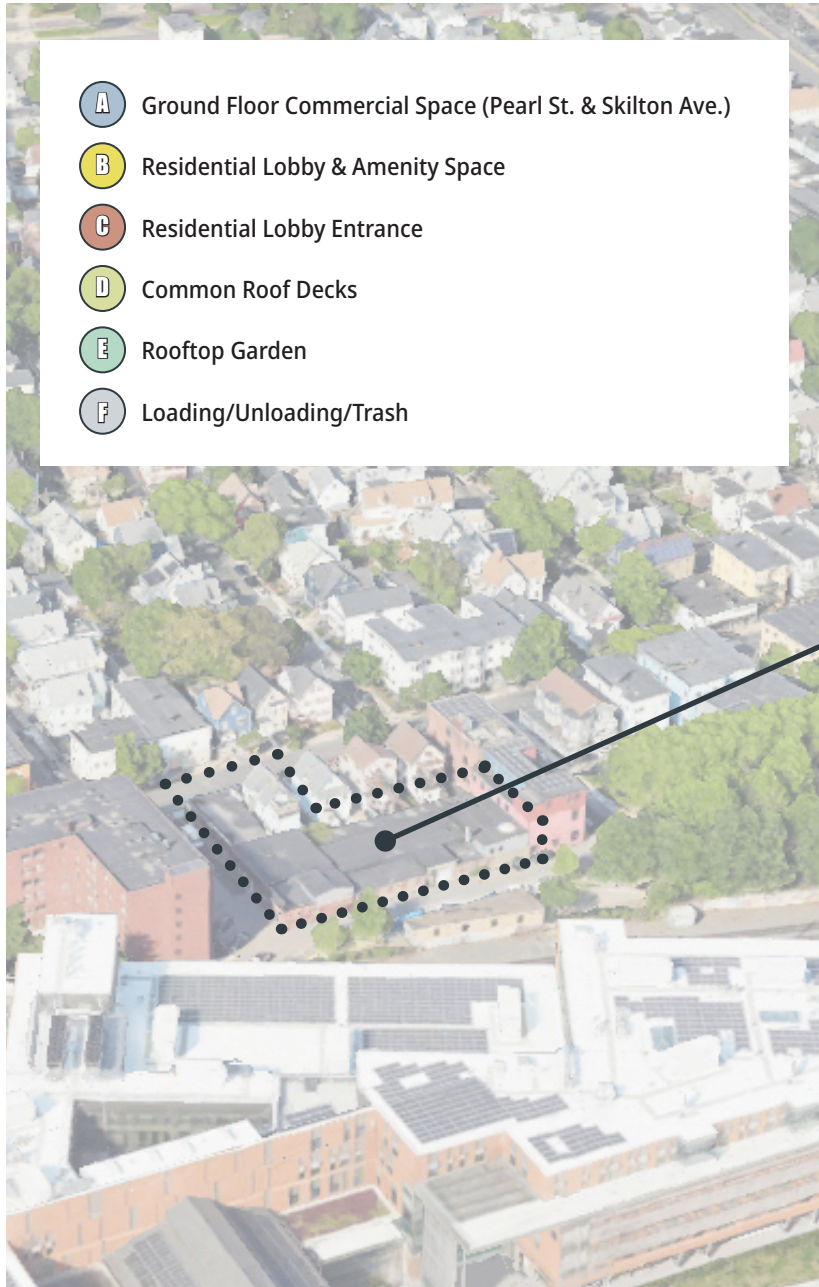 A Ground Floor Commercial Space (Pearl St. & Skilton Ave.)
B Residential Lobby & Amenity Space
C Residential Lobby Entrance
D Common Roof Decks
E Rooftop Garden
F Loading/Unloading/Trash